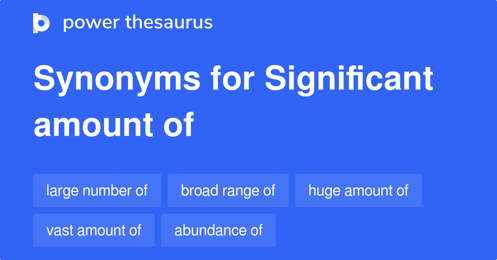 power thesaurus
Synonyms for Significant
amount of
large number of
broad range of
huge amount of
vast amount of
abundance of